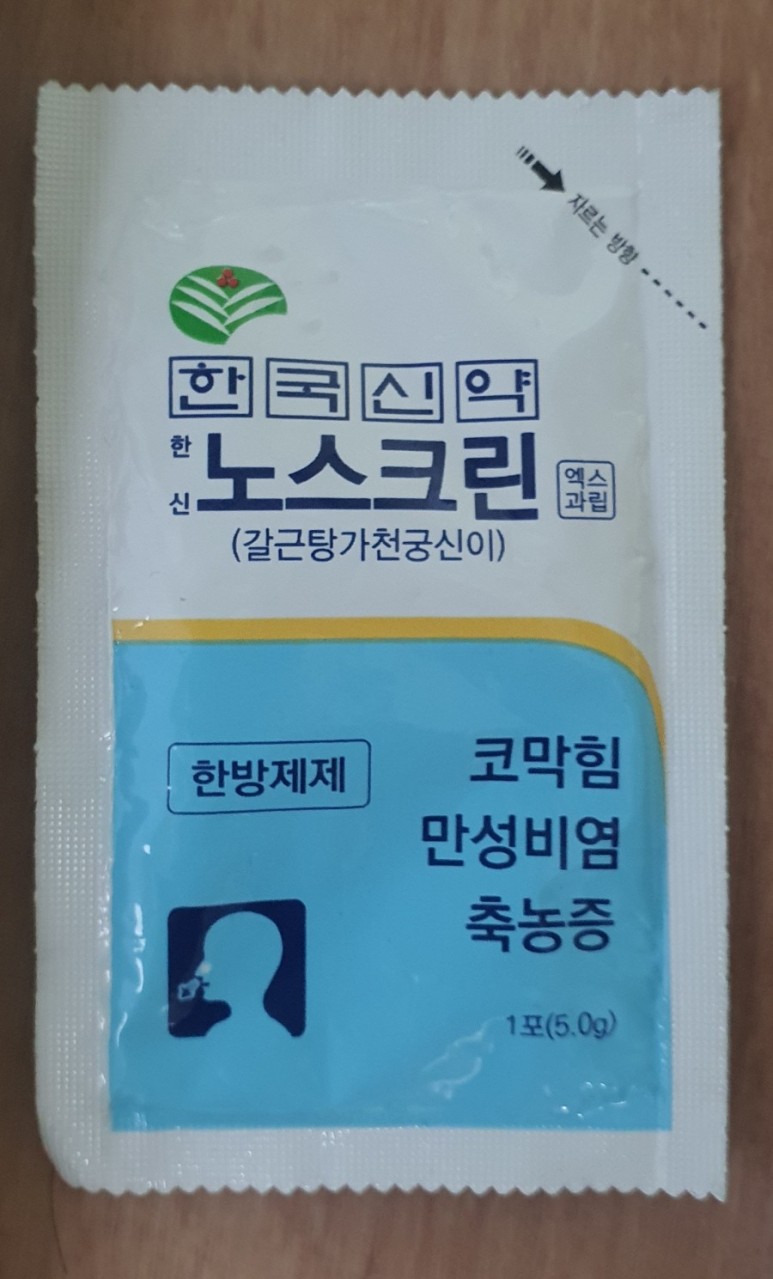 자르는 방향
한국신약
한신 노스크린 엑스과립
(갈근탕가천궁신이)
한방제제
코막힘
만성비염
축농증
1포(5.0g)